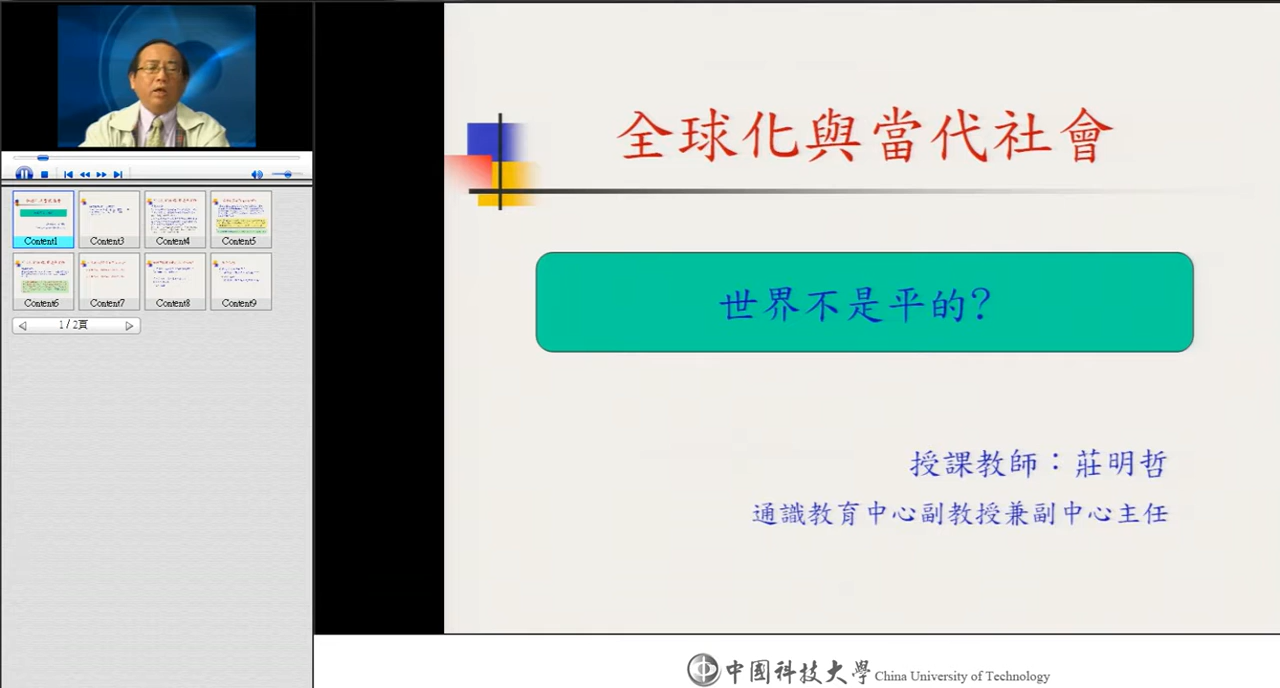 全球化與當代社會
世界不是平的?
授課教師：莊明哲
通識教育中心副教授兼副中心主任
Content1 Content3 Content4 Content5
Content6 Content7 Content8 Content9
1 / 2頁
中國科技大學 China University of Technology